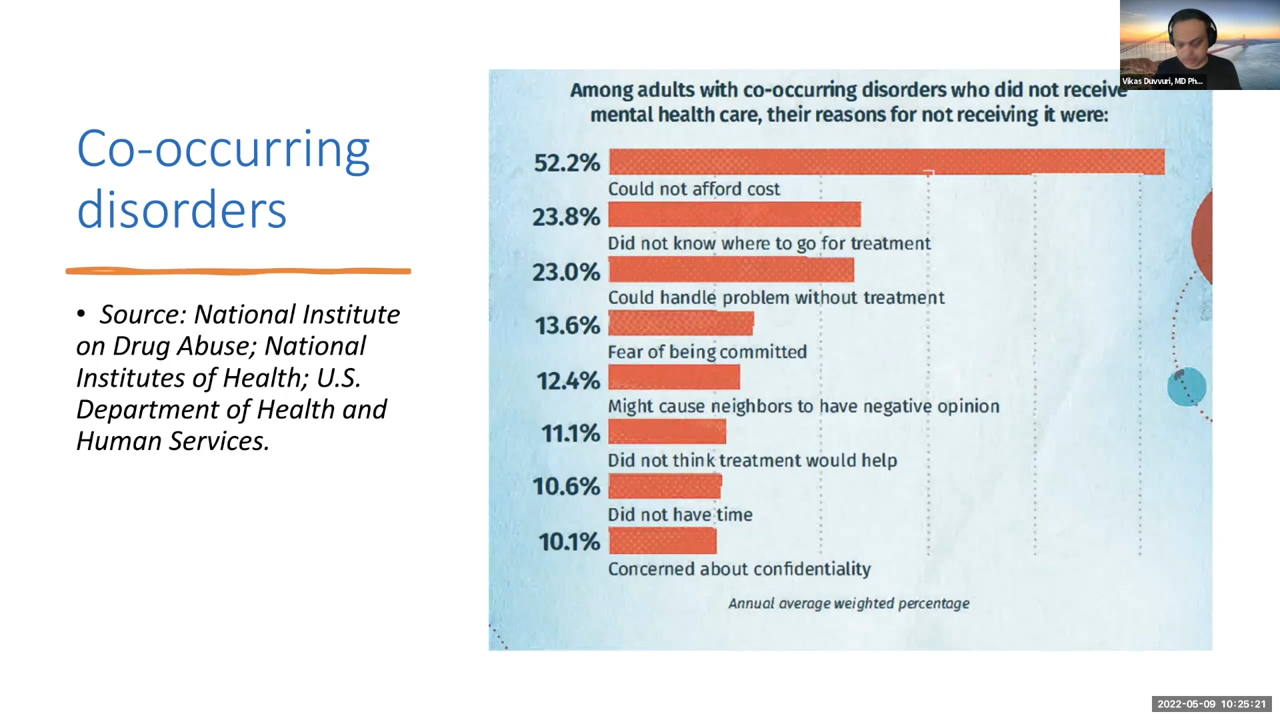 Co-occurring
disorders
• Source: National Institute
on Drug Abuse; National
Institutes of Health; U.S.
Department of Health and
Human Services.
Among adults with co-occurring disorders who did not receive
mental health care, their reasons for not receiving it were:
52.2%
Could not afford cost
23.8%
Did not know where to go for treatment
23.0%
Could handle problem without treatment
13.6%
Fear of being committed
12.4%
Might cause neighbors to have negative opinion
11.1%
Did not think treatment would help
10.6%
Did not have time
10.1%
Concerned about confidentiality
Annual average weighted percentage
Vikas Duvvuri, MD Ph...
2022-05-09 10:25:21